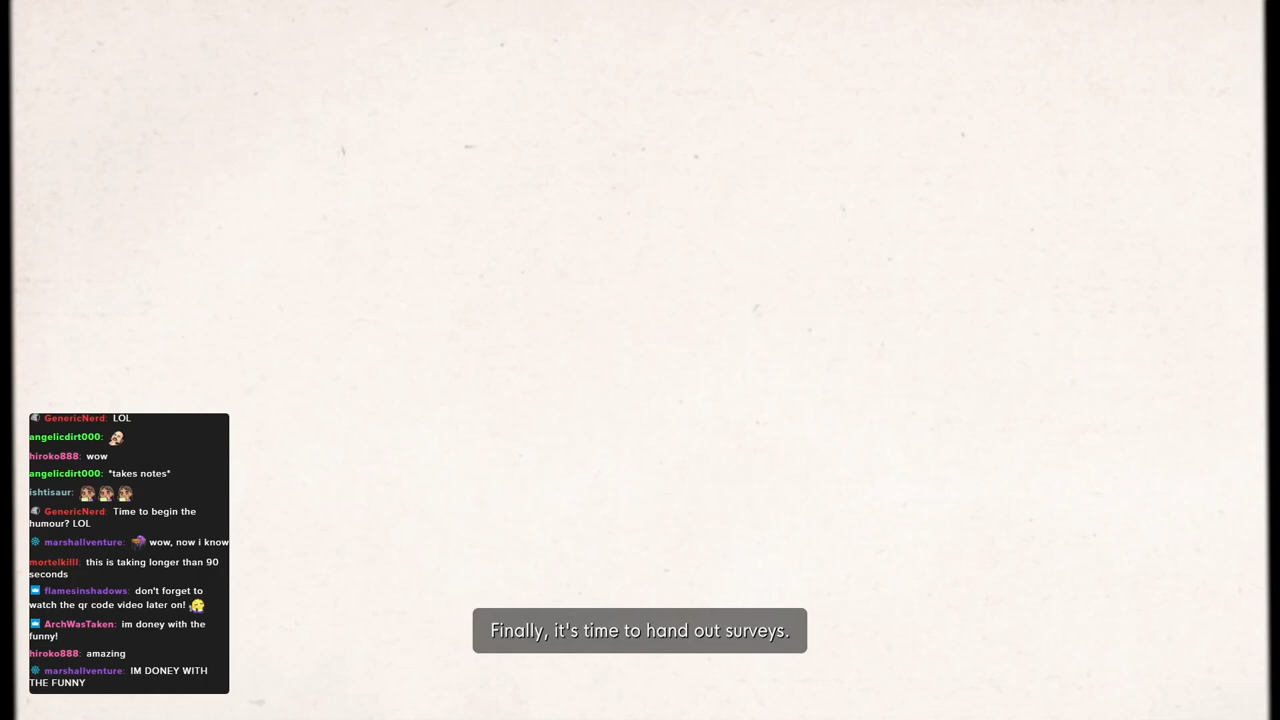 GenericNerd: LOL
angelicdirt000:
hiroko888: wow
angelicdirt000: *takes notes*
ishtisaur:
GenericNerd: Time to begin the
humour? LOL
marshallventure: wow, now i know
mortelkilll: this is taking longer than 90
seconds
flamesinshadows: don't forget to
watch the qr code video later on!
ArchWasTaken: im doney with the
funny!
hiroko888: amazing
marshallventure: IM DONEY WITH
THE FUNNY
Finally, it's time to hand out surveys.